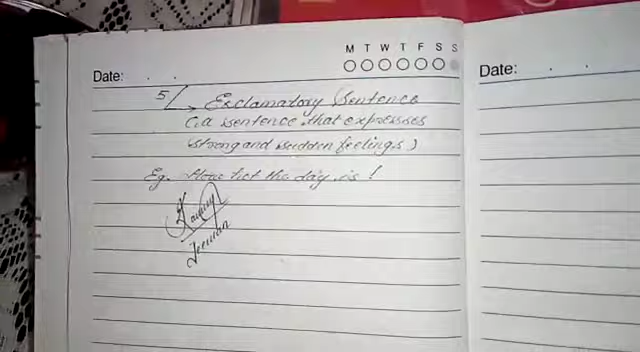 M T W T F S S
Date: . .
Date: . .
5/ → Exclamatory Sentence
(a sentence that expresses
strong and sudden feelings)
Eg. How hot the day is!